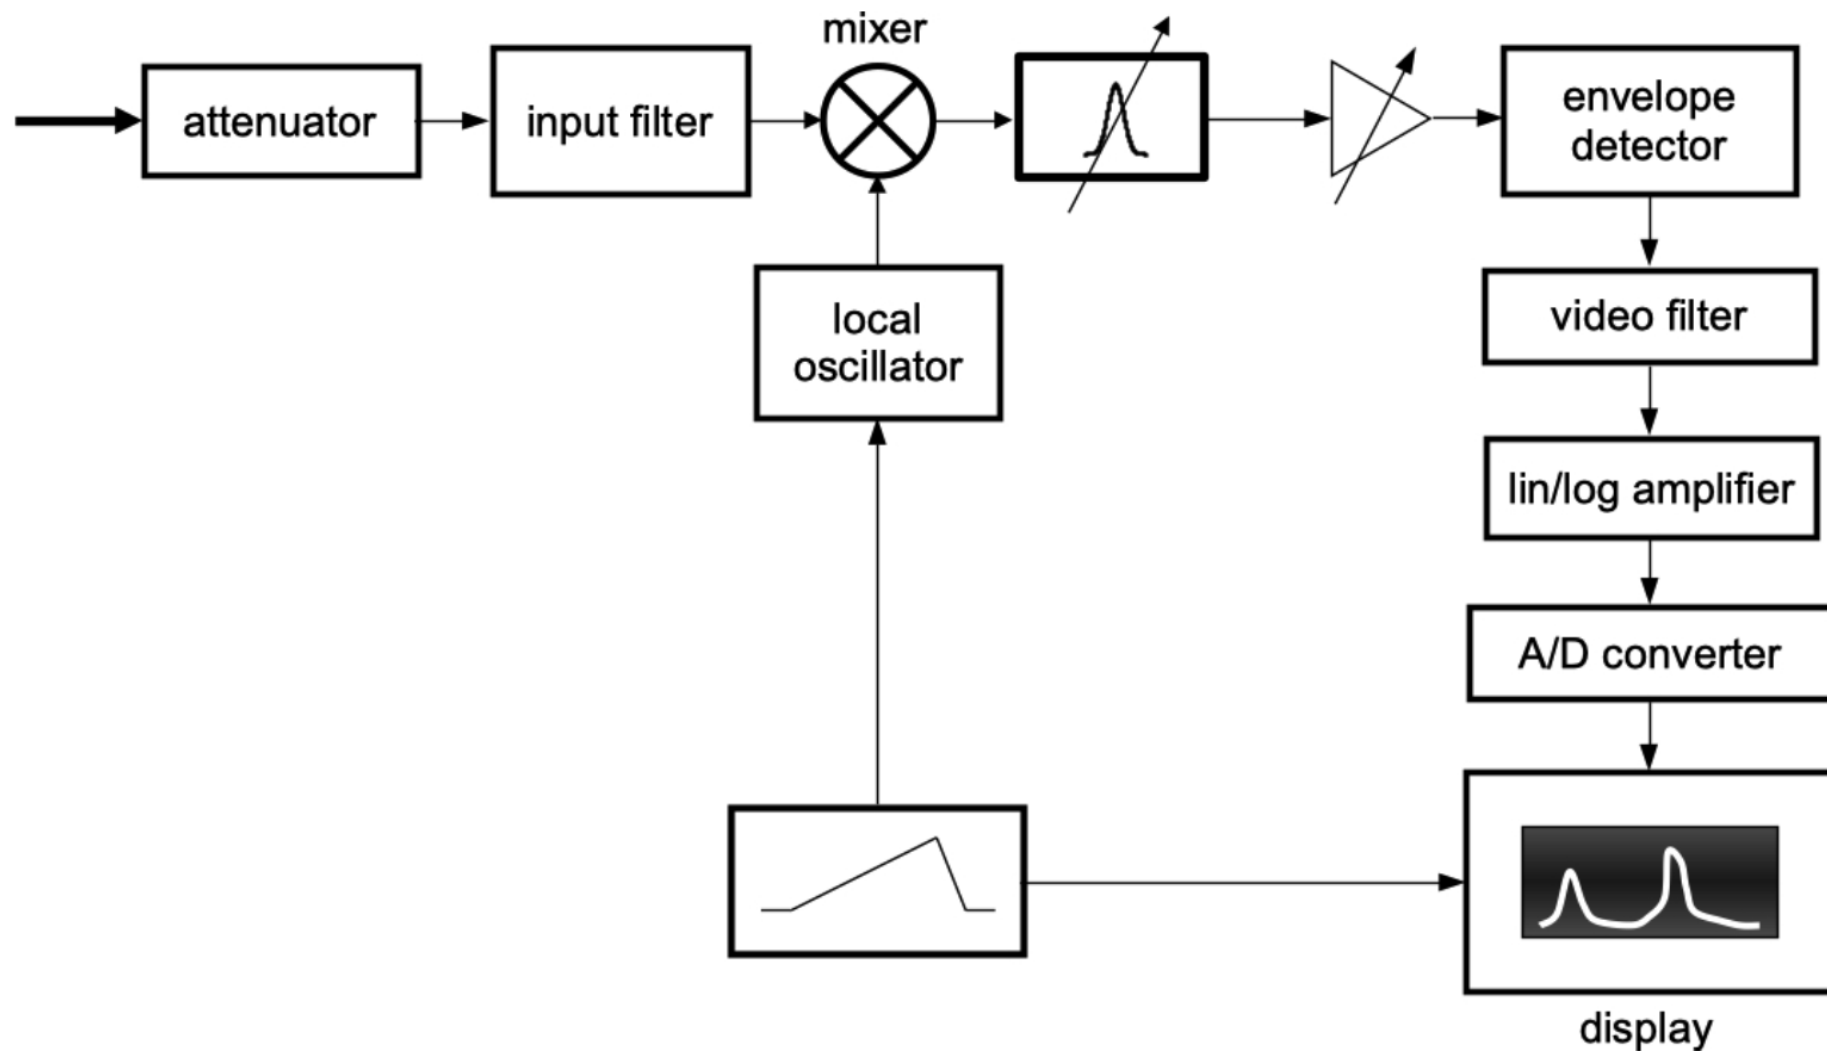 mixer
attenuator
input filter
envelope
detector
local
oscillator
video filter
lin/log amplifier
A/D converter
display